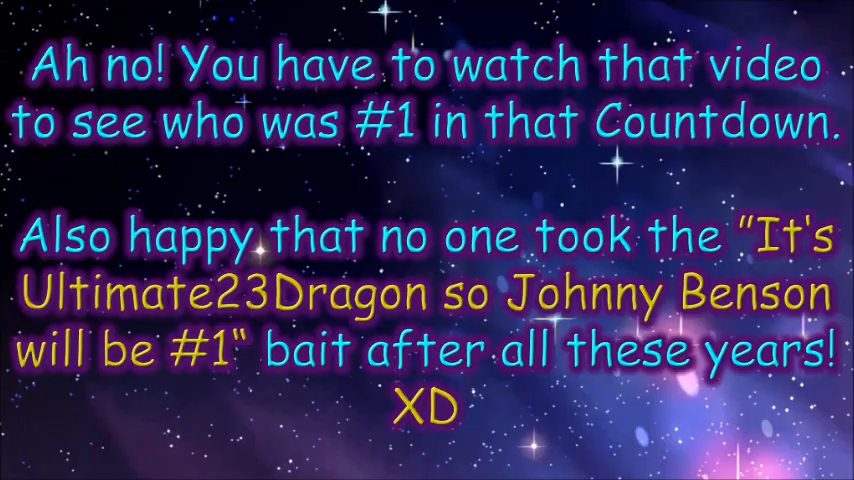 Ah no! You have to watch that video
to see who was #1 in that Countdown.
Also happy that no one took the "It's
Ultimate23Dragon so Johnny Benson
will be #1" bait after all these years!
XD